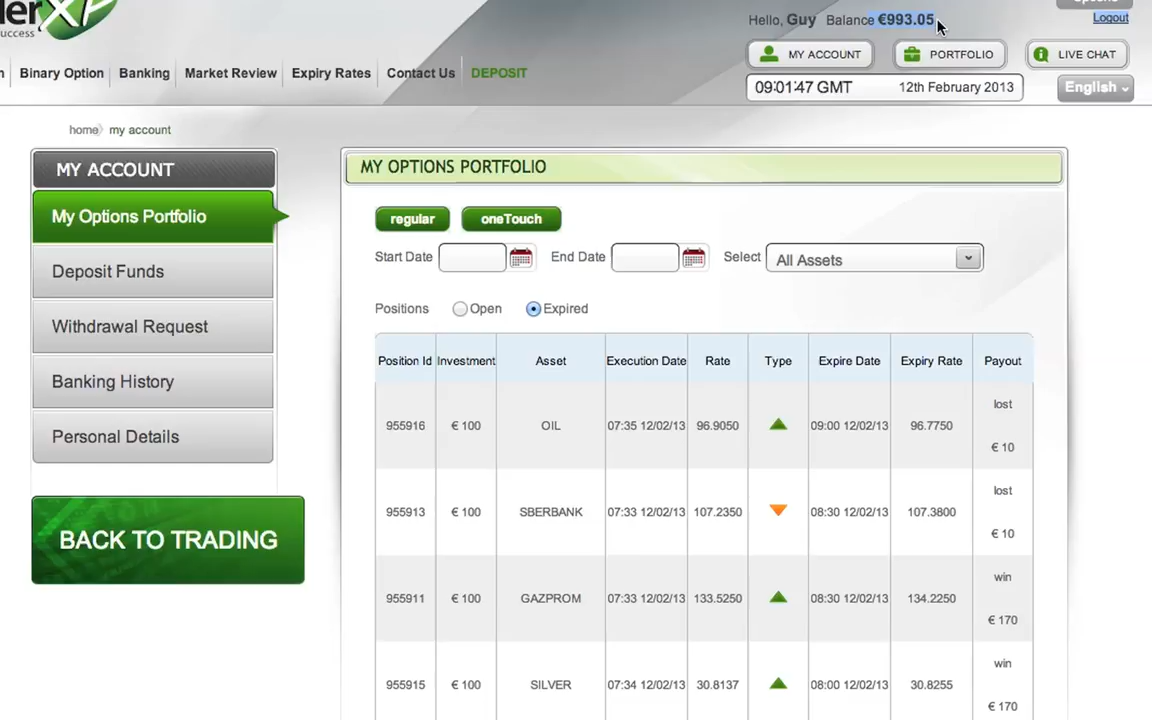 erXP
success
Hello, Guy Balance €993.05
Logout
MY ACCOUNT
PORTFOLIO
LIVE CHAT
n
Binary Option
Banking
Market Review
Expiry Rates
Contact Us
DEPOSIT
09:01:47 GMT 12th February 2013
English
home
my account
MY ACCOUNT
My Options Portfolio
Deposit Funds
Withdrawal Request
Banking History
Personal Details
BACK TO TRADING
MY OPTIONS PORTFOLIO
regular
oneTouch
Start Date
End Date
Select
All Assets
Positions
Open
Expired
Position Id Investment Asset Execution Date Rate Type Expire Date Expiry Rate Payout
955916 € 100 OIL 07:35 12/02/13 96.9050 09:00 12/02/13 96.7750 lost
€ 10
955913 € 100 SBERBANK 07:33 12/02/13 107.2350 08:30 12/02/13 107.3800 lost
€ 10
955911 € 100 GAZPROM 07:33 12/02/13 133.5250 08:30 12/02/13 134.2250 win
€ 170
955915 € 100 SILVER 07:34 12/02/13 30.8137 08:00 12/02/13 30.8255 win
€ 170